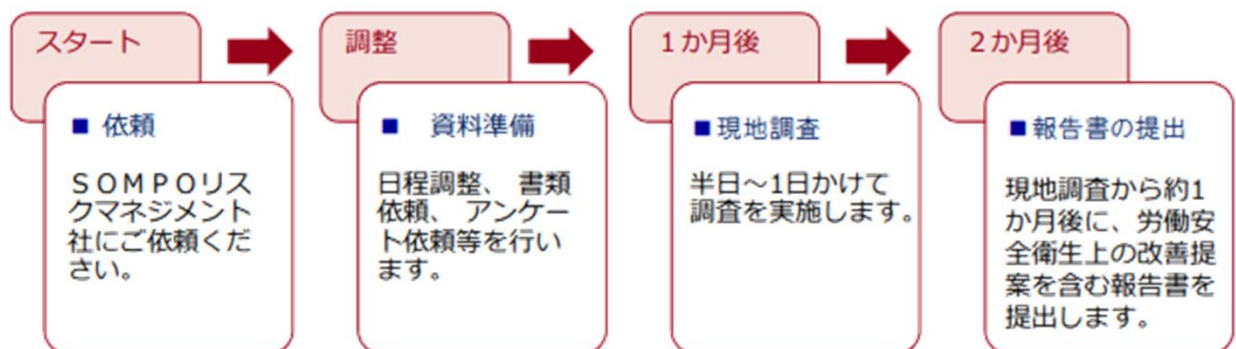 スタート
■ 依頼
ＳＯＭＰＯリス
クマネジメント
社にご依頼くだ
さい。
調整
■ 資料準備
日程調整、 書類
依頼、 アンケー
ト依頼等を行い
ます。
１か月後
■現地調査
半日～1日かけて
調査を実施します。
２か月後
■報告書の提出
現地調査から約1
か月後に、労働安
全衛生上の改善提
案を含む報告書を
提出します。